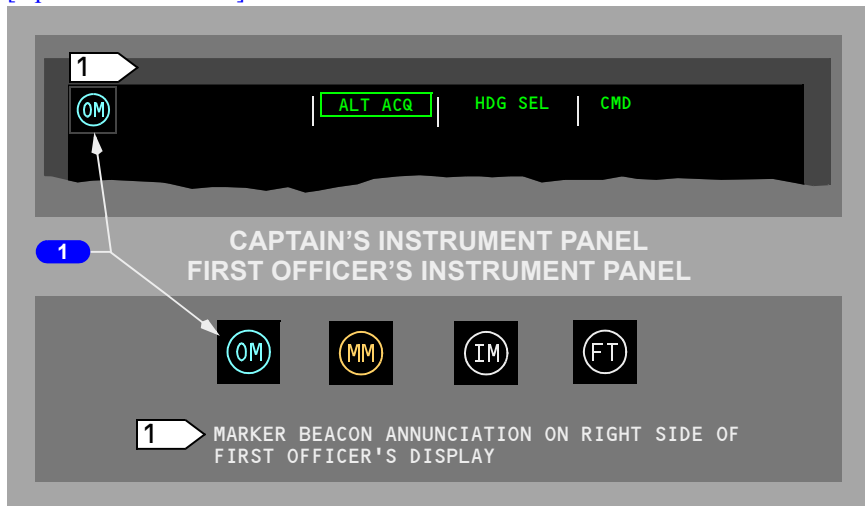 1
OM
ALT ACQ HDG SEL CMD
1
CAPTAIN’S INSTRUMENT PANEL
FIRST OFFICER’S INSTRUMENT PANEL
OM MM IM FT
1 MARKER BEACON ANNUNCIATION ON RIGHT SIDE OF
FIRST OFFICER'S DISPLAY